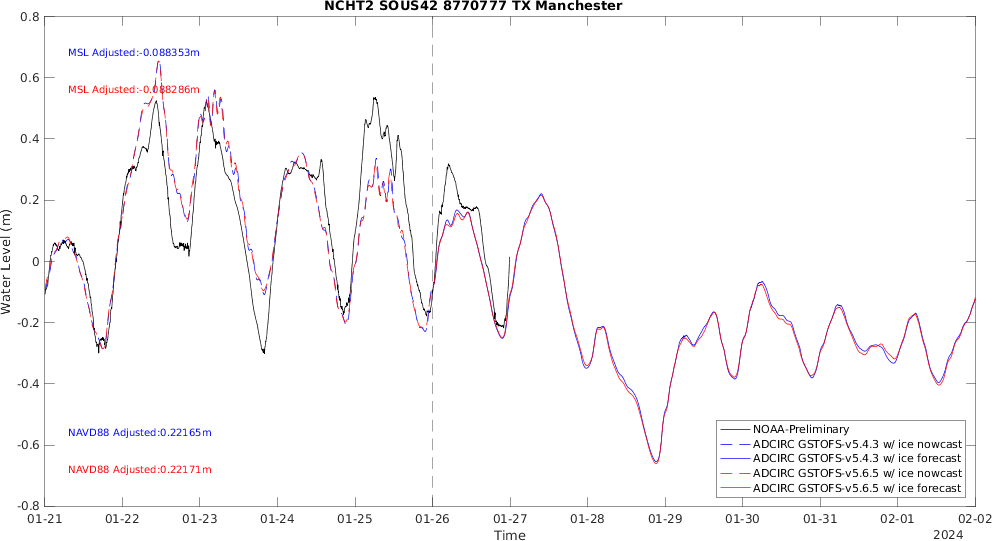 NCHT2 SOUS42 8770777 TX Manchester
0.8
0.6
0.4
0.2
0
-0.2
-0.4
-0.6
-0.8
Water Level (m)
MSL Adjusted:-0.088353m
MSL Adjusted:-0.088286m
NAVD88 Adjusted:0.22165m
NAVD88 Adjusted:0.22171m
NOAA-Preliminary
ADCIRC GSTOFS-v5.4.3 w/ ice nowcast
ADCIRC GSTOFS-v5.4.3 w/ ice forecast
ADCIRC GSTOFS-v5.6.5 w/ ice nowcast
ADCIRC GSTOFS-v5.6.5 w/ ice forecast
01-21 01-22 01-23 01-24 01-25 01-26 01-27 01-28 01-29 01-30 01-31 02-01 02-02
Time
2024